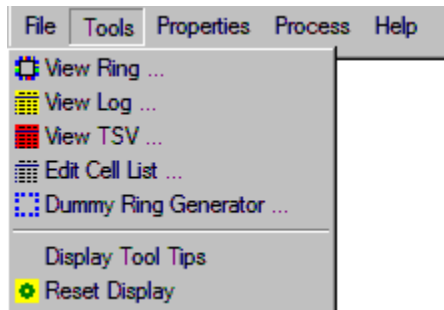 File Tools Properties Process Help
View Ring ...
View Log ...
View TSV ...
Edit Cell List ...
Dummy Ring Generator ...
Display Tool Tips
Reset Display